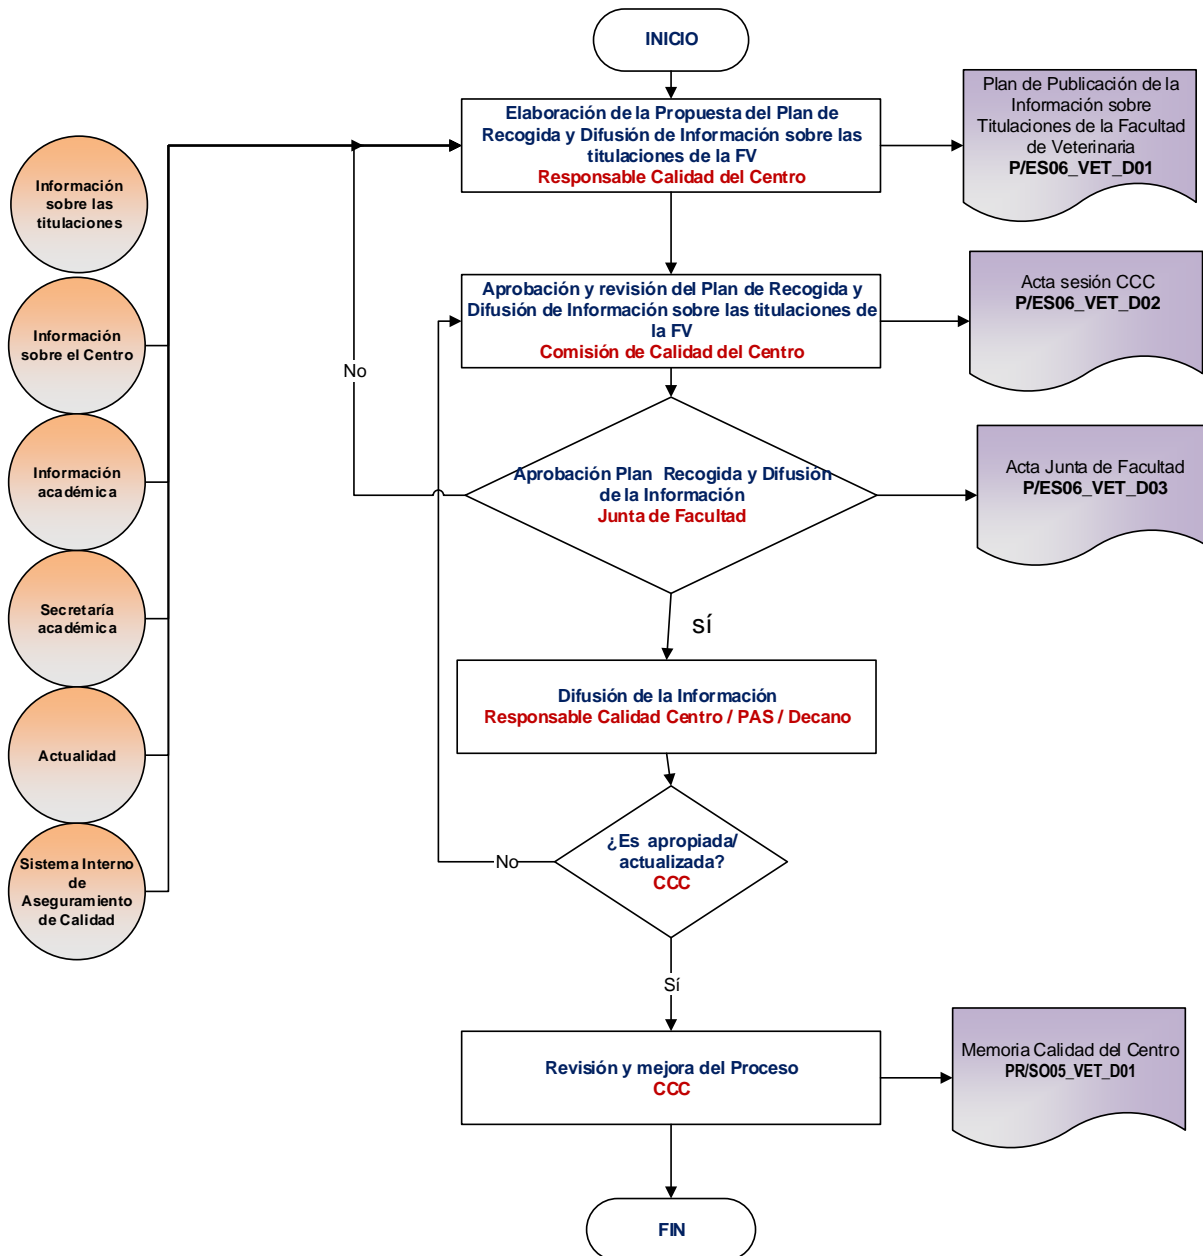 INICIO
Elaboración de la Propuesta del Plan de
Recogida y Difusión de Información sobre las
titulaciones de la FV
Responsable Calidad del Centro
Plan de Publicación de la
Información sobre
Titulaciones de la Facultad
de Veterinaria
P/ES06_VET_D01
Información
sobre las
titulaciones
Información
sobre el Centro
Información
académica
Secretaría
académica
Actualidad
Sistema Interno
de
Aseguramiento
de Calidad
Aprobación y revisión del Plan de Recogida y
Difusión de Información sobre las titulaciones de
la FV
Comisión de Calidad del Centro
Acta sesión CCC
P/ES06_VET_D02
No
Aprobación Plan Recogida y Difusión
de la Información
Junta de Facultad
Acta Junta de Facultad
P/ES06_VET_D03
sí
Difusión de la Información
Responsable Calidad Centro / PAS / Decano
¿Es apropiada/
actualizada?
CCC
No
Sí
Revisión y mejora del Proceso
CCC
Memoria Calidad del Centro
PR/SO05_VET_D01
FIN